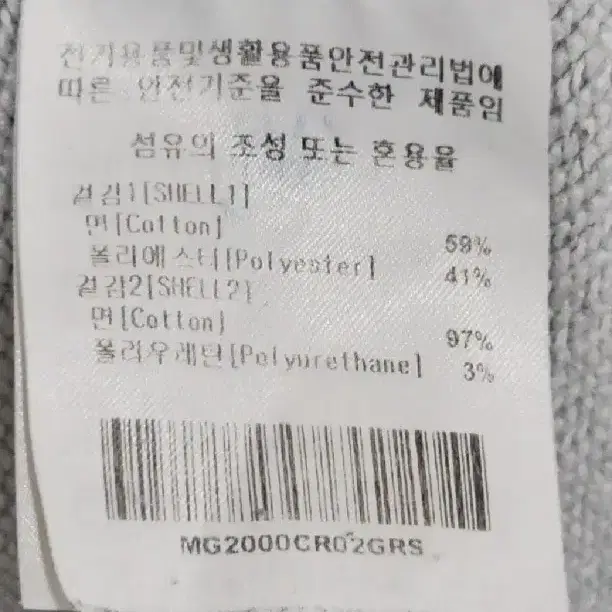 전기용품및생활용품안전관리법에
따른 안전기준을 준수한 제품임
섬유의 조성 또는 혼용율
겉감1[SHELL1]
면[Cotton] 59%
폴리에스터[Polyester] 41%
겉감2[SHELL2]
면[Cotton] 97%
폴리우레탄[Polyurethane] 3%
MG2000CR02GRS